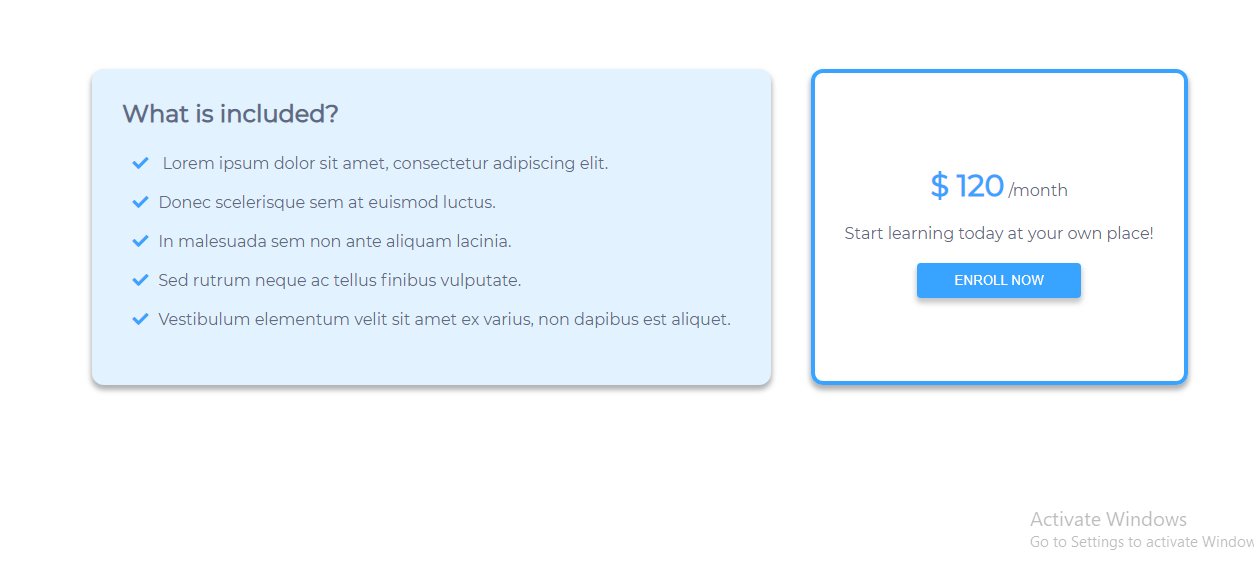 What is included?
Lorem ipsum dolor sit amet, consectetur adipiscing elit.
Donec scelerisque sem at euismod luctus.
In malesuada sem non ante aliquam lacinia.
Sed rutrum neque ac tellus finibus vulputate.
Vestibulum elementum velit sit amet ex varius, non dapibus est aliquet.
$ 120 /month
Start learning today at your own place!
ENROLL NOW
Activate Windows
Go to Settings to activate Window